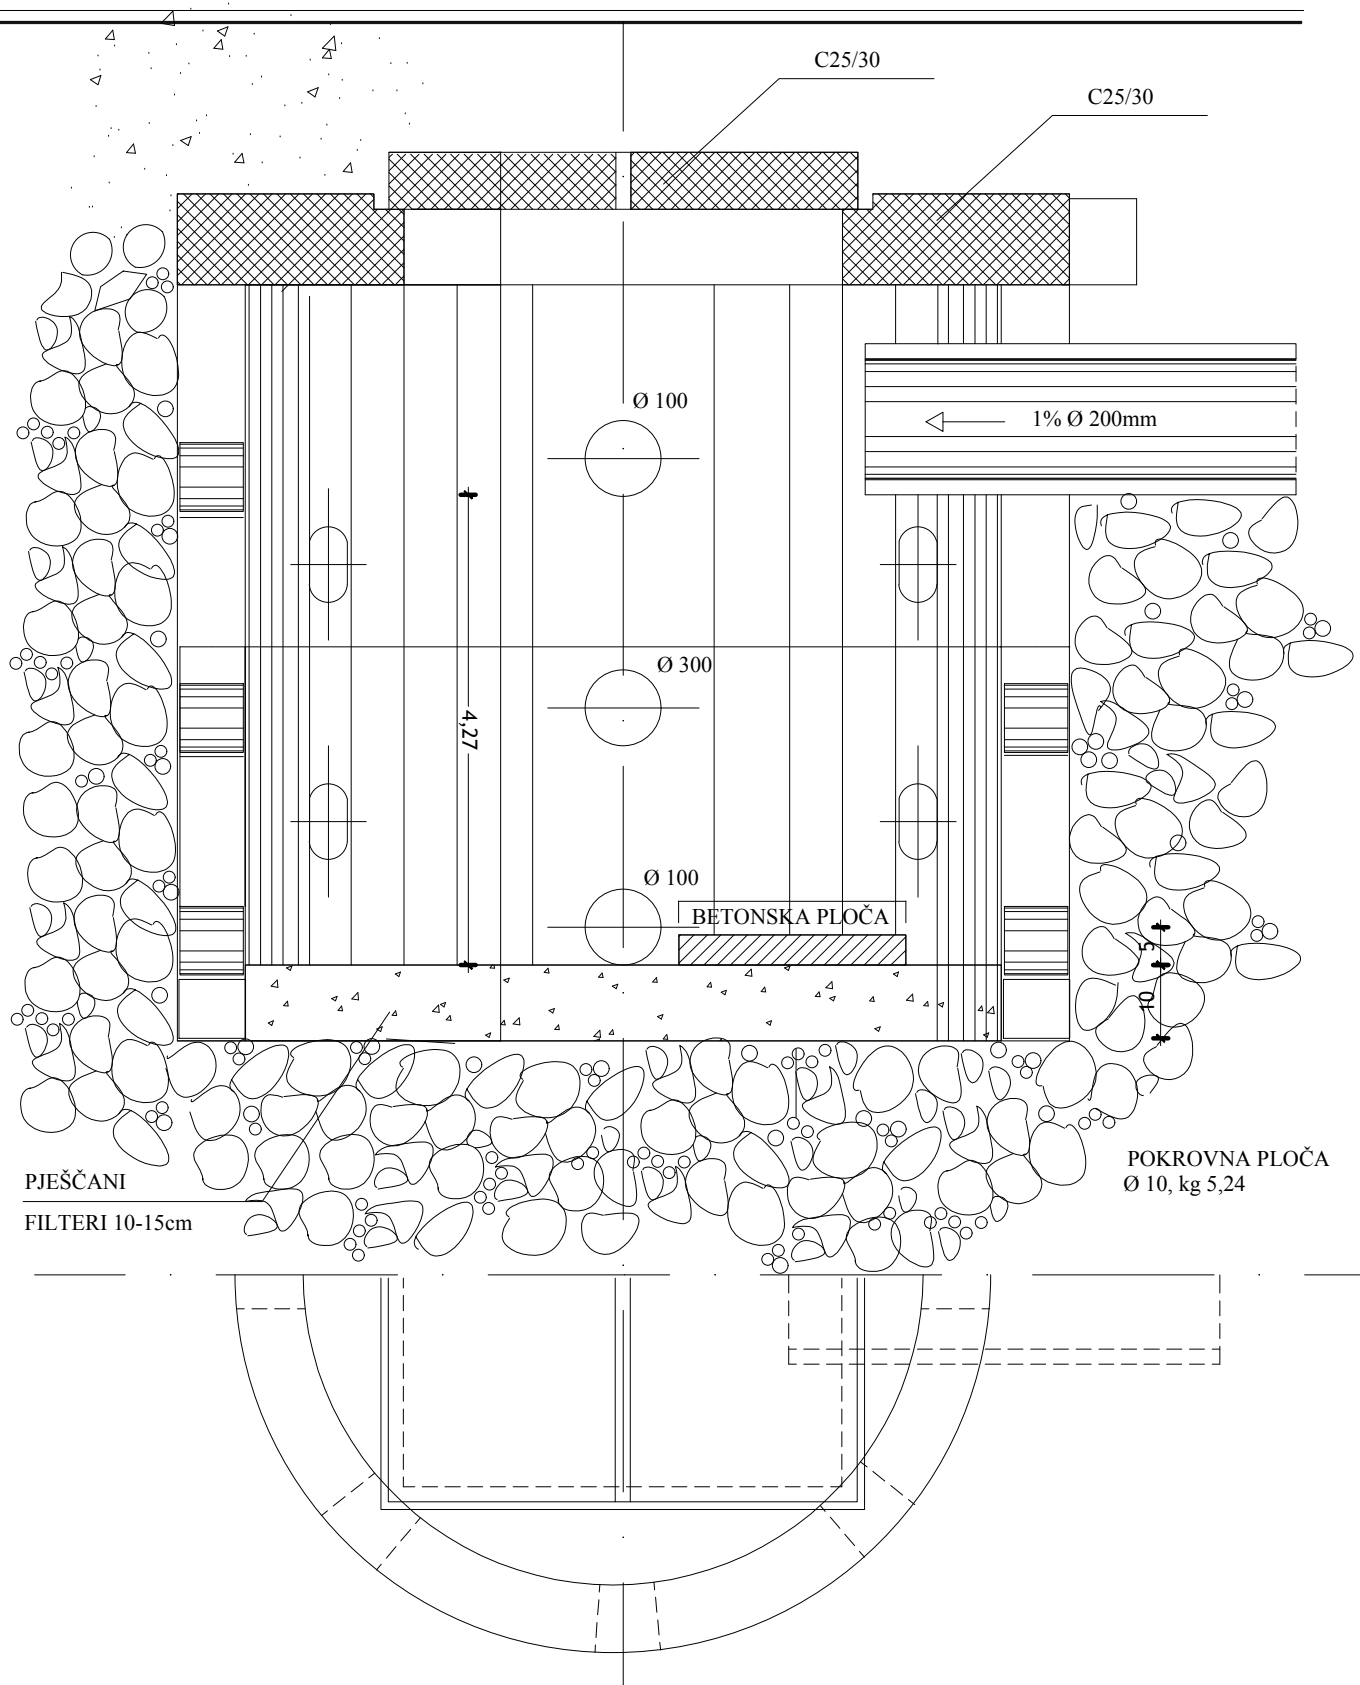 C25/30
C25/30
Ø 100
1% Ø 200mm
Ø 300
4,27
Ø 100
BETONSKA PLOČA
5
10
POKROVNA PLOČA
Ø 10, kg 5,24
PJEŠČANI
FILTERI 10-15cm